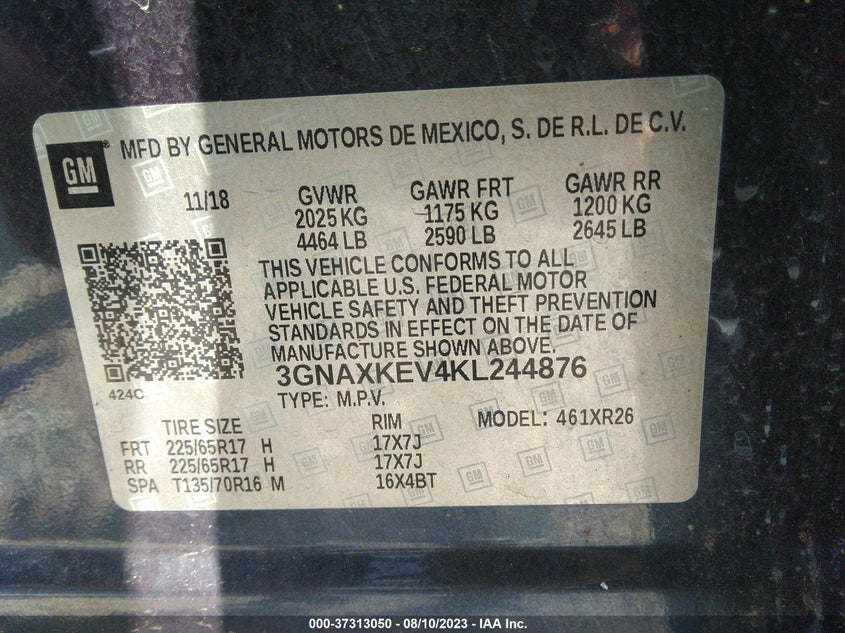 GM ® MFD BY GENERAL MOTORS DE MEXICO, S. DE R.L. DE C.V.
11/18 GVWR GAWR FRT GAWR RR
2025 KG 1175 KG 1200 KG
4464 LB 2590 LB 2645 LB
THIS VEHICLE CONFORMS TO ALL
APPLICABLE U.S. FEDERAL MOTOR
VEHICLE SAFETY AND THEFT PREVENTION
STANDARDS IN EFFECT ON THE DATE OF
MANUFACTURE SHOWN ABOVE.
3GNAXKEV4KL244876
424C TYPE: M.P.V.
TIRE SIZE RIM MODEL: 461XR26
FRT 225/65R17 H 17X7J
RR 225/65R17 H 17X7J
SPA T135/70R16 M 16X4BT
000-37313050 - 08/10/2023 - IAA Inc.